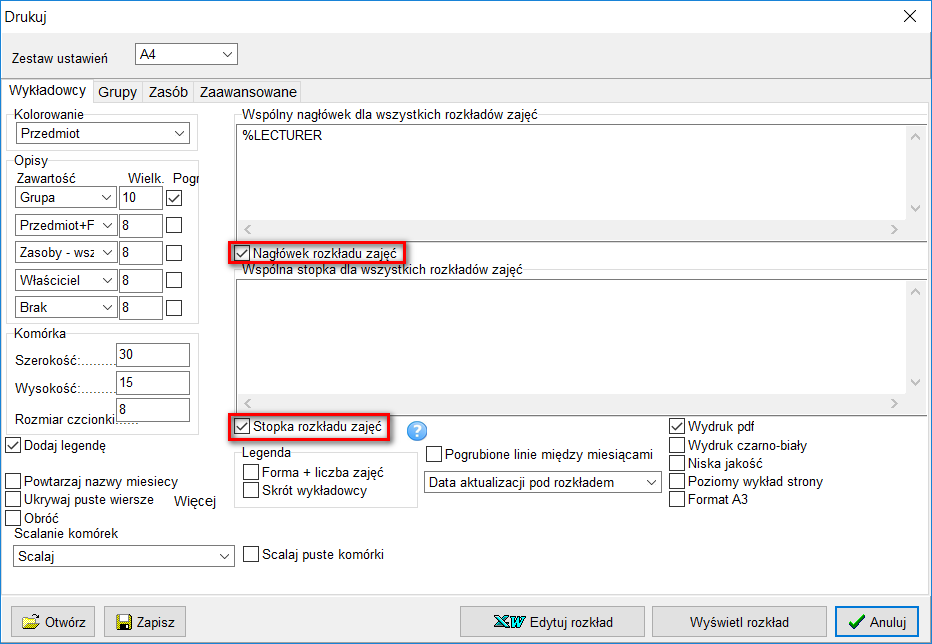 Drukuj
Zestaw ustawień A4
Wykładowcy Grupy Zasób Zaawansowane
Kolorowanie
Przedmiot
Opisy
Zawartość Wielk. Pogr
Grupa 10
Przedmiot+F 8
Zasoby - wsz 8
Właściciel 8
Brak 8
Komórka
Szerokość:........ 30
Wysokość:........ 15
Rozmiar czcionki...... 8
Dodaj legendę
Powtarzaj nazwy miesiecy
Ukrywaj puste wiersze Więcej
Obróć
Scalanie komórek
Scalaj
Wspólny nagłówek dla wszystkich rozkładów zajęć
%LECTURER
Nagłówek rozkładu zajęć
Wspólna stopka dla wszystkich rozkładów zajęć
Stopka rozkładu zajęć ?
Legenda
Forma + liczba zajęć
Skrót wykładowcy
Scalaj puste komórki
Pogrubione linie między miesiącami
Data aktualizacji pod rozkładem
Wydruk pdf
Wydruk czarno-biały
Niska jakość
Poziomy wykład strony
Format A3
Otwórz Zapisz XW Edytuj rozkład Wyświetl rozkład Anuluj